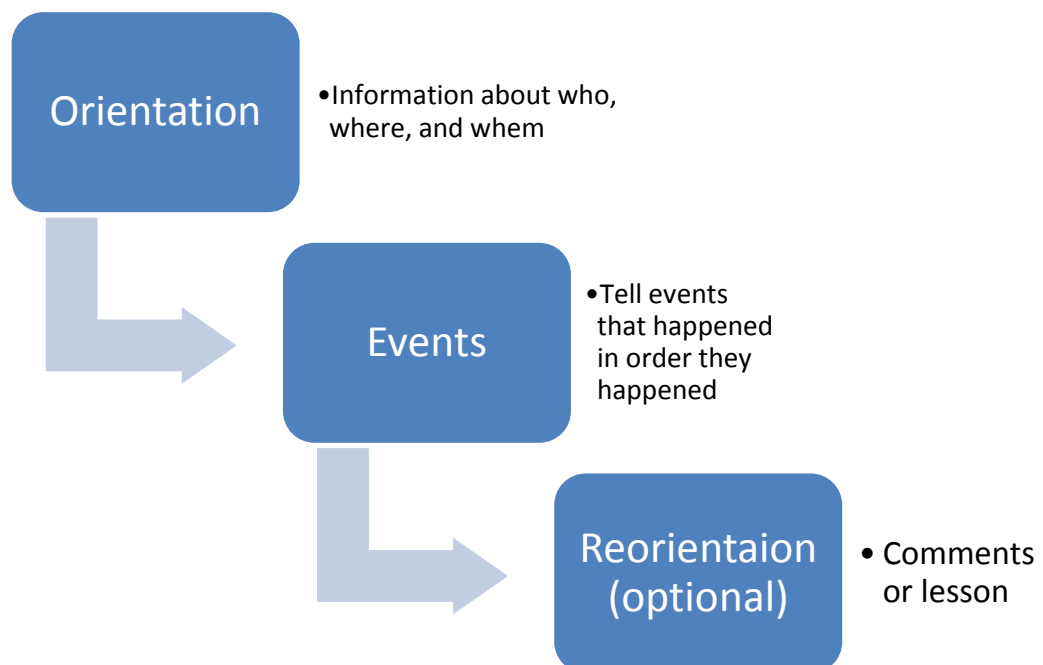 Orientation
•Information about who,
where, and whem
Events
•Tell events
that happened
in order they
happened
Reorientaion
(optional)
• Comments
or lesson